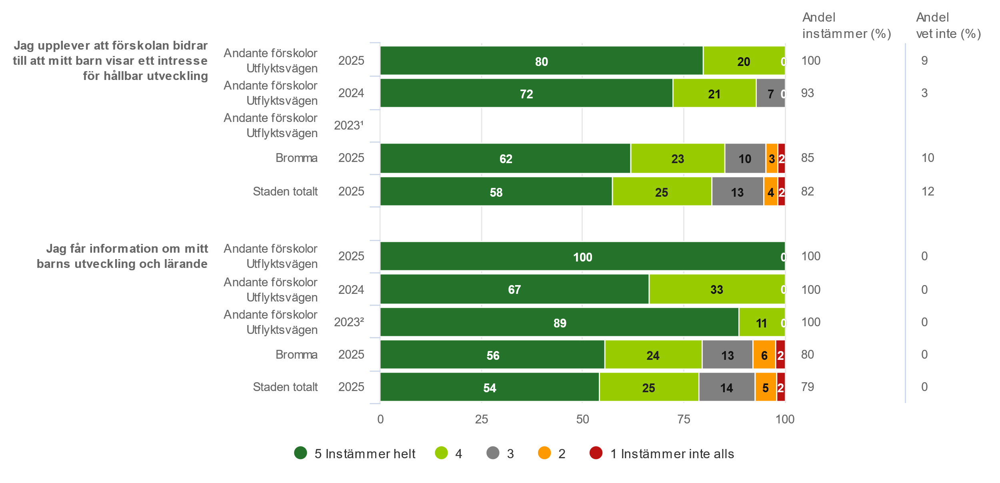 Andel
instämmer (%)
Andel
vet inte (%)
Jag upplever att förskolan bidrar
till att mitt barn visar ett intresse
för hållbar utveckling
Andante förskolor
Utflyktsvägen
2025
80
20
0
100
9
Andante förskolor
Utflyktsvägen
2024
72
21
7
0
93
3
Andante förskolor
Utflyktsvägen
2023¹
Bromma
2025
62
23
10
3
2
85
10
Staden totalt
2025
58
25
13
4
2
82
12
Jag får information om mitt
barns utveckling och lärande
Andante förskolor
Utflyktsvägen
2025
100
0
100
0
Andante förskolor
Utflyktsvägen
2024
67
33
0
100
0
Andante förskolor
Utflyktsvägen
2023²
89
11
0
100
0
Bromma
2025
56
24
13
6
2
80
0
Staden totalt
2025
54
25
14
5
2
79
0
0 25 50 75 100
5 Instämmer helt 4 3 2 1 Instämmer inte alls